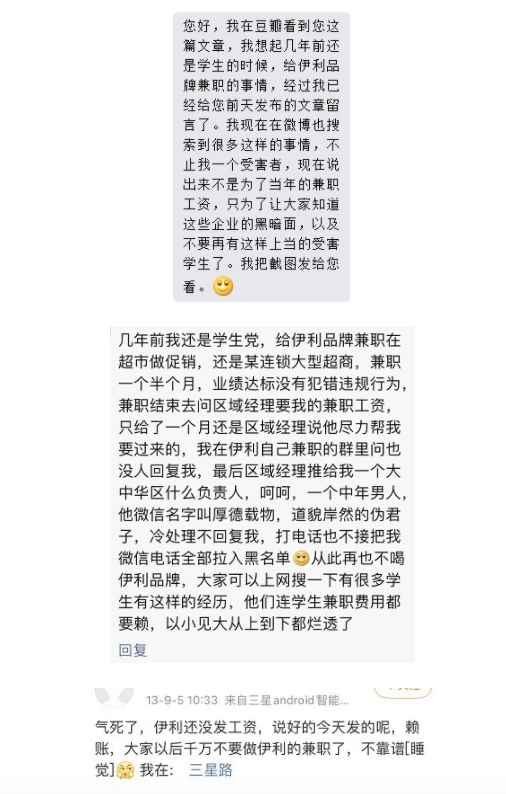 您好，我在豆瓣看到您这
篇文章，我想起几年前还
是学生的时候，给伊利品
牌兼职的事情，经过我已
经给您前天发布的文章留
言了。我现在在微博也搜
索到很多这样的事情，不
止我一个受害者，现在说
出来不是为了当年的兼职
工资，只为了让大家知道
这些企业的黑暗面，以及
不要再有这样上当的受害
学生了。我把截图发给您
看。
几年前我还是学生党，给伊利品牌兼职在
超市做促销，还是某连锁大型超商，兼职
一个半个月，业绩达标没有犯错违规行为，
兼职结束去问区域经理要我的兼职工资，
只给了一个月还是区域经理说他尽力帮我
要过来的，我在伊利自己兼职的群里问也
没人回复我，最后区域经理推给我一个大
中华区什么负责人，呵呵，一个中年男人，
他微信名字叫厚德载物，道貌岸然的伪君
子，冷处理不回复我，打电话也不接把我
微信电话全部拉入黑名单从此再也不喝
伊利品牌，大家可以上网搜一下有很多学
生有这样的经历，他们连学生兼职费用都
要赖，以小见大从上到下都烂透了
回复
13-9-5 10:33 来自三星android智能...
气死了，伊利还没发工资，说好的今天发的呢，赖
账，大家以后千万不要做伊利的兼职了，不靠谱[睡
觉] 我在： 三星路